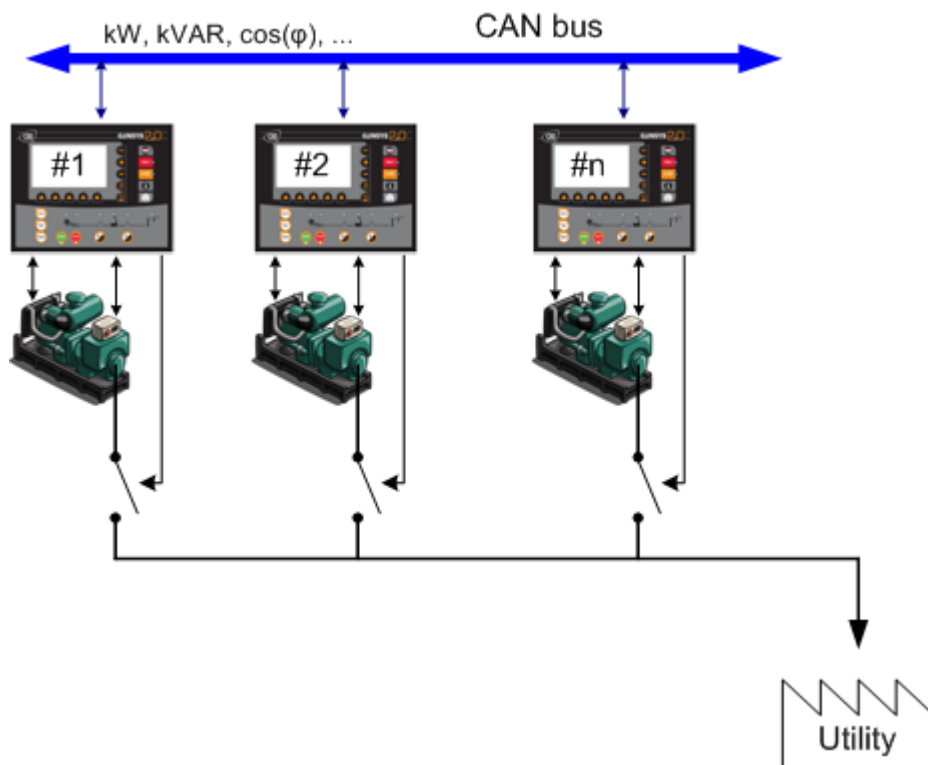 kW, kVAR, cos(φ), ...
CAN bus
#1
#2
#n
Utility